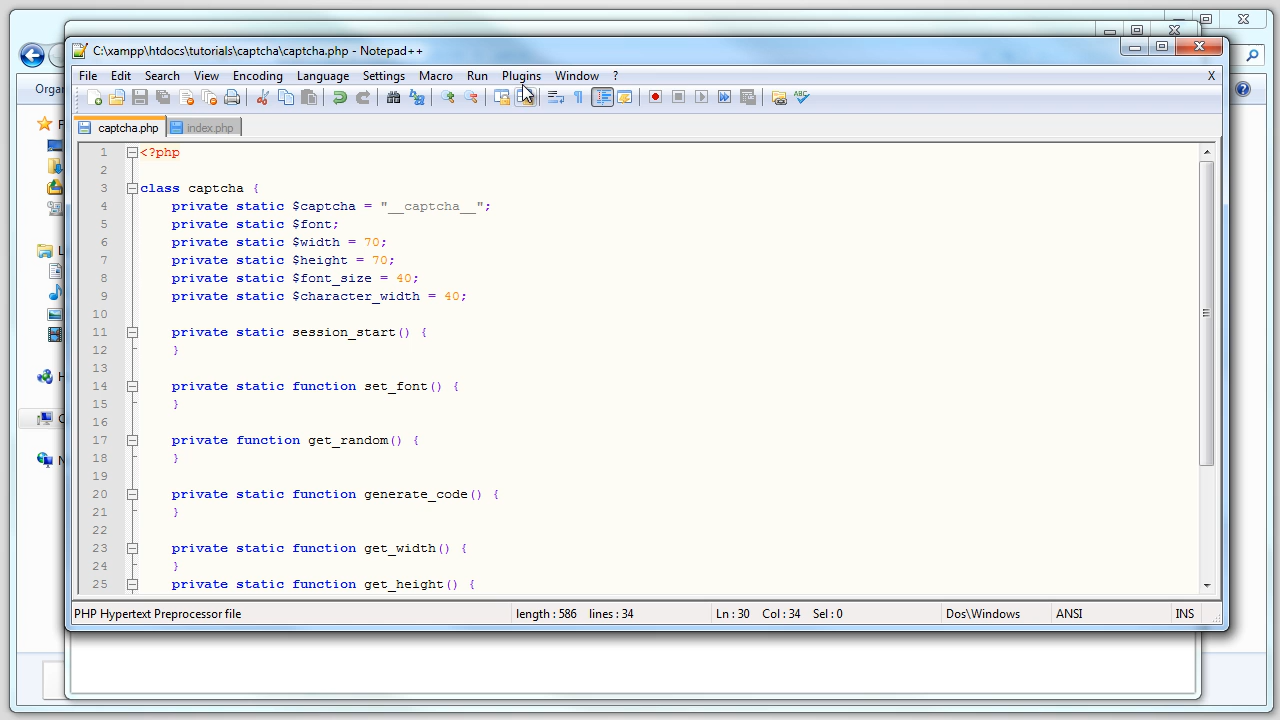 C:\xampp\htdocs\tutorials\captcha\captcha.php - Notepad++
File Edit Search View Encoding Language Settings Macro Run Plugins Window ? X
Orgar
captcha.php index.php
1 <?php
2
3 class captcha {
4 private static $captcha = "__captcha__";
5 private static $font;
6 private static $width = 70;
7 private static $height = 70;
8 private static $font_size = 40;
9 private static $character_width = 40;
10
11 private static session_start() {
12 }
13
14 private static function set_font() {
15 }
16
17 private function get_random() {
18 }
19
20 private static function generate_code() {
21 }
22
23 private static function get_width() {
24 }
25 private static function get_height() {
PHP Hypertext Preprocessor file length : 586 lines : 34 Ln : 30 Col : 34 Sel : 0 Dos\Windows ANSI INS